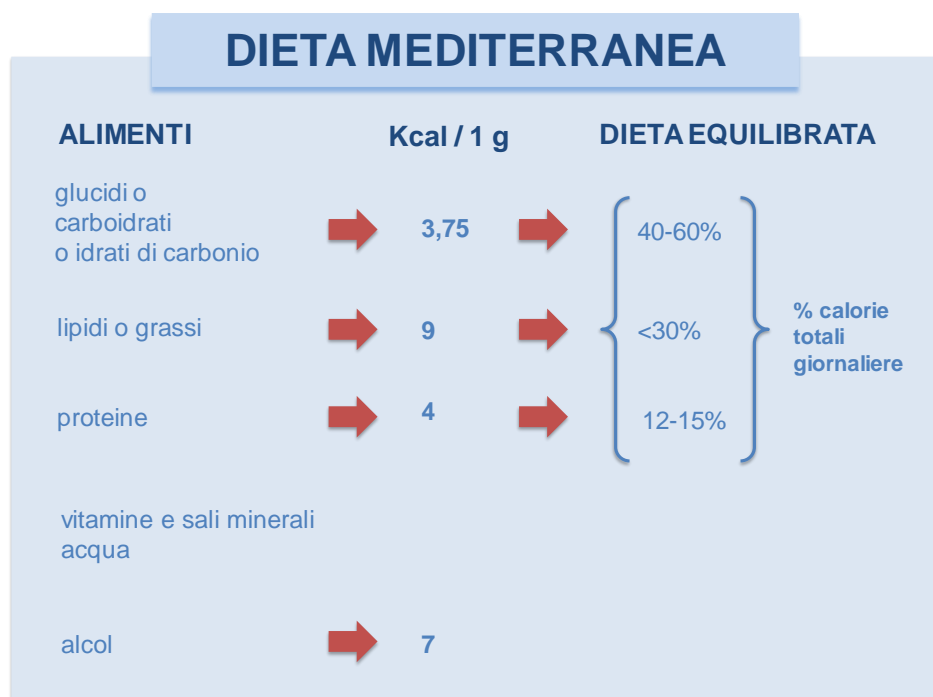 DIETA MEDITERRANEA
ALIMENTI
Kcal / 1 g
DIETA EQUILIBRATA
glucidi o
carboidrati
o idrati di carbonio
3,75
40-60%
lipidi o grassi
9
<30%
% calorie
totali
giornaliere
proteine
4
12-15%
vitamine e sali minerali
acqua
alcol
7